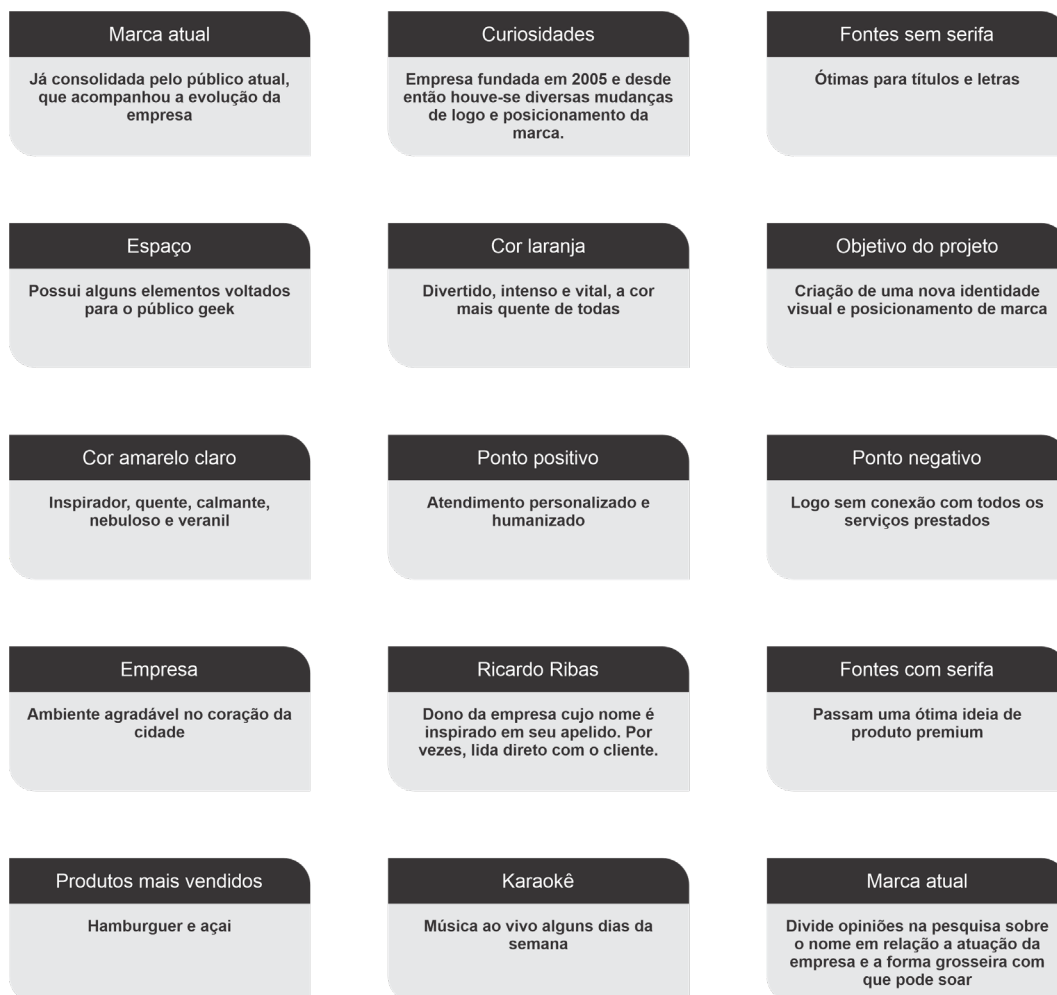 Marca atual
Já consolidada pelo público atual,
que acompanhou a evolução da
empresa
Curiosidades
Empresa fundada em 2005 e desde
então houve-se diversas mudanças
de logo e posicionamento da
marca.
Fontes sem serifa
Ótimas para títulos e letras
Espaço
Possui alguns elementos voltados
para o público geek
Cor laranja
Divertido, intenso e vital, a cor
mais quente de todas
Objetivo do projeto
Criação de uma nova identidade
visual e posicionamento de marca
Cor amarelo claro
Inspirador, quente, calmante,
nebuloso e veranil
Ponto positivo
Atendimento personalizado e
humanizado
Ponto negativo
Logo sem conexão com todos os
serviços prestados
Empresa
Ambiente agradável no coração da
cidade
Ricardo Ribas
Dono da empresa cujo nome é
inspirado em seu apelido. Por
vezes, lida direto com o cliente.
Fontes com serifa
Passam uma ótima ideia de
produto premium
Produtos mais vendidos
Hamburguer e açai
Karaokê
Música ao vivo alguns dias da
semana
Marca atual
Divide opiniões na pesquisa sobre
o nome em relação a atuação da
empresa e a forma grosseira com
que pode soar